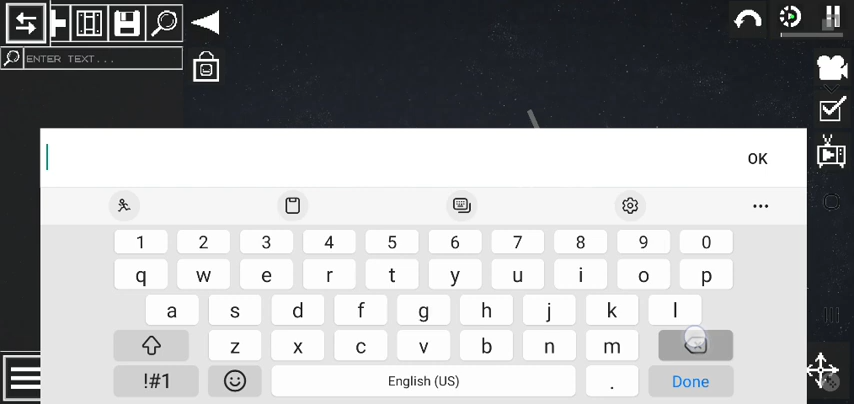 ENTER TEXT...
OK
1 2 3 4 5 6 7 8 9 0
q w e r t y u i o p
a s d f g h j k l
z x c v b n m
!#1 English (US) . Done